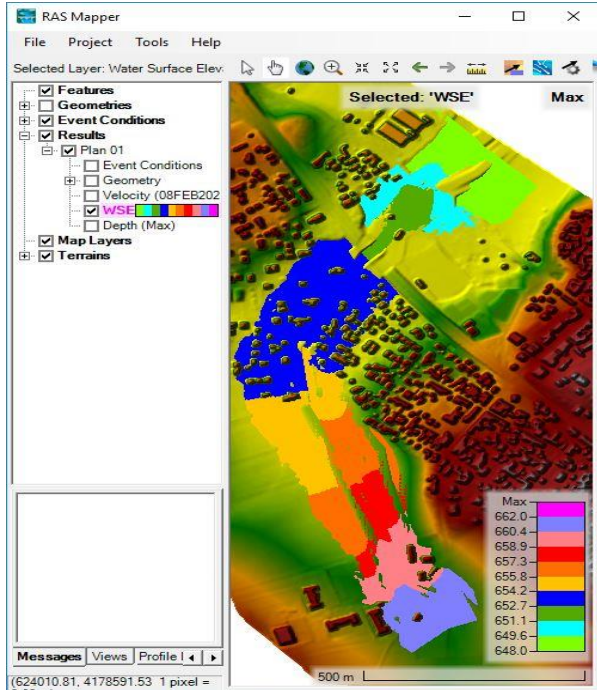 RAS Mapper
File Project Tools Help
Selected Layer: Water Surface Elev
Features
Geometries
Event Conditions
Results
Plan 01
Event Conditions
Geometry
Velocity (08FEB202
WSE
Depth (Max)
Map Layers
Terrains
Selected: 'WSE' Max
Max
662.0
660.4
658.9
657.3
655.8
654.2
652.7
651.1
649.6
648.0
500 m
Messages Views Profile
(624010.81, 4178591.53 1 pixel =